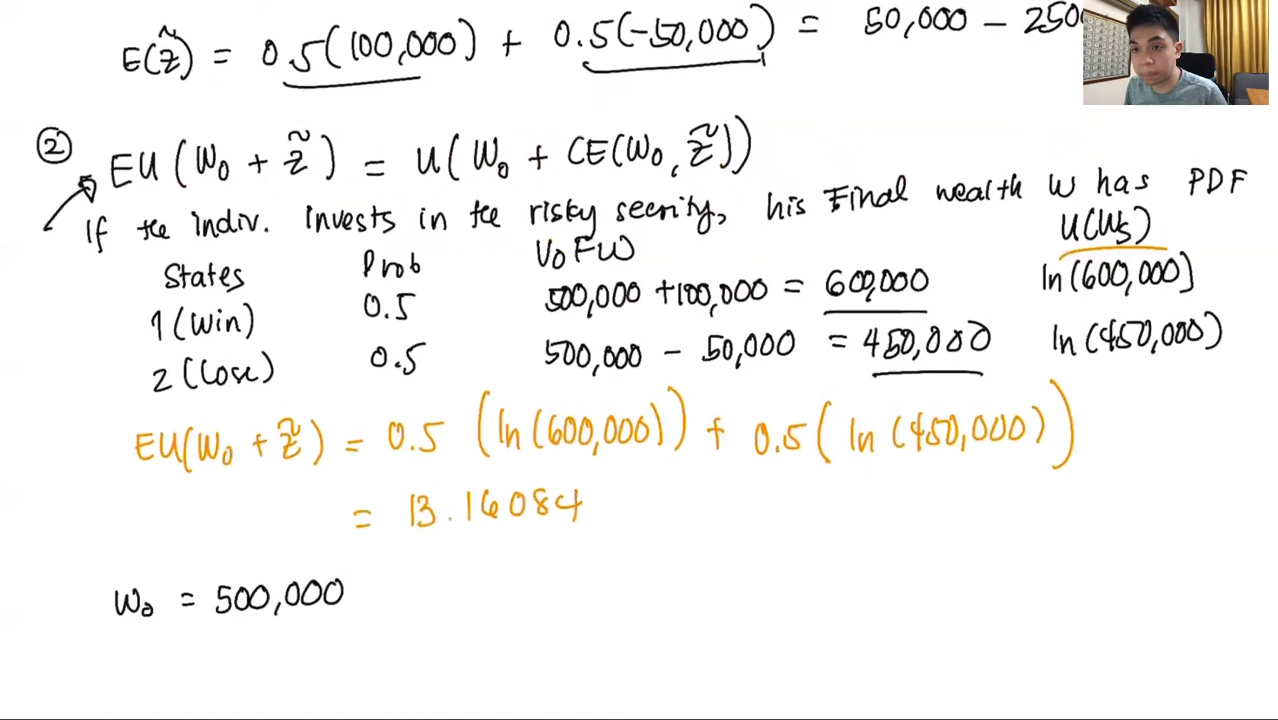 E(z̃) = 0.5(100,000) + 0.5(-50,000) = 50,000 - 250
② EU(W₀ + z̃) = U(W₀ + CE(W₀, z̃))
If the Indiv. invests in the risky security, his Final wealth W has PDF
States Prob V₀FW U(Ws)
1 (Win) 0.5 500,000 + 100,000 = 600,000 ln(600,000)
2 (Lose) 0.5 500,000 - 50,000 = 450,000 ln(450,000)
EU(W₀ + z̃) = 0.5 (ln(600,000)) + 0.5(ln(450,000))
= 13.16084
W₀ = 500,000